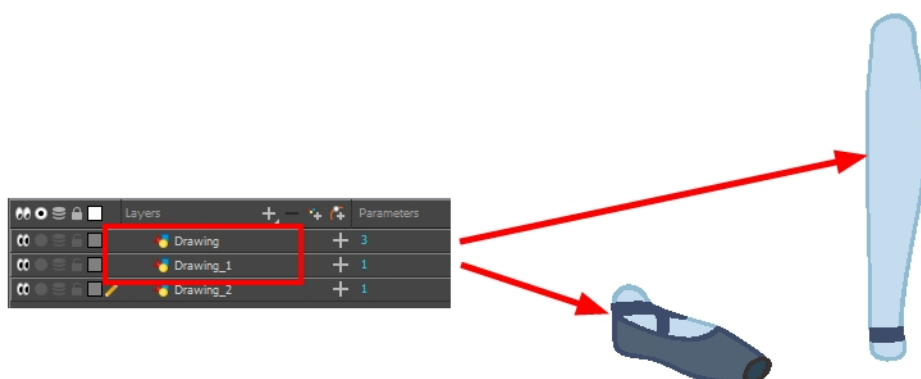 Layers Parameters
Drawing 3
Drawing_1 1
Drawing_2 1